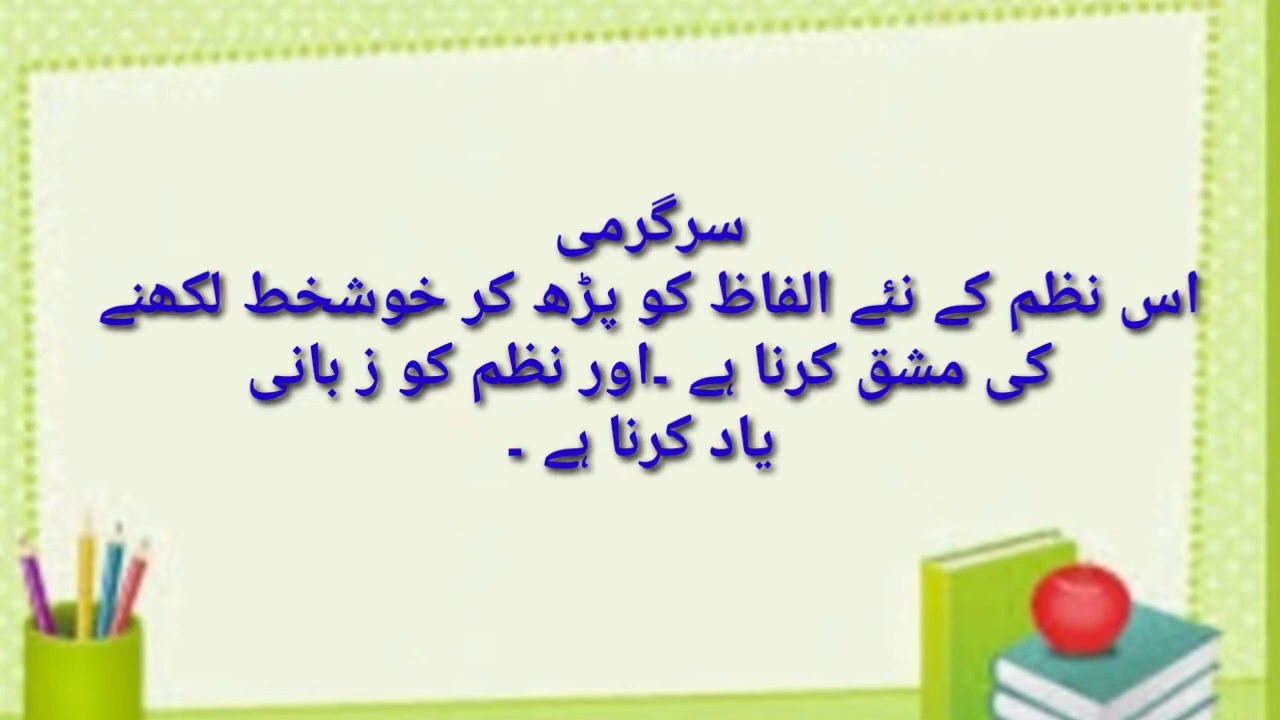 سرگرمی
اس نظم کے نئے الفاظ کو پڑھ کر خوشخط لکھنے
کی مشق کرنا ہے ۔اور نظم کو ز بانی
یاد کرنا ہے ۔